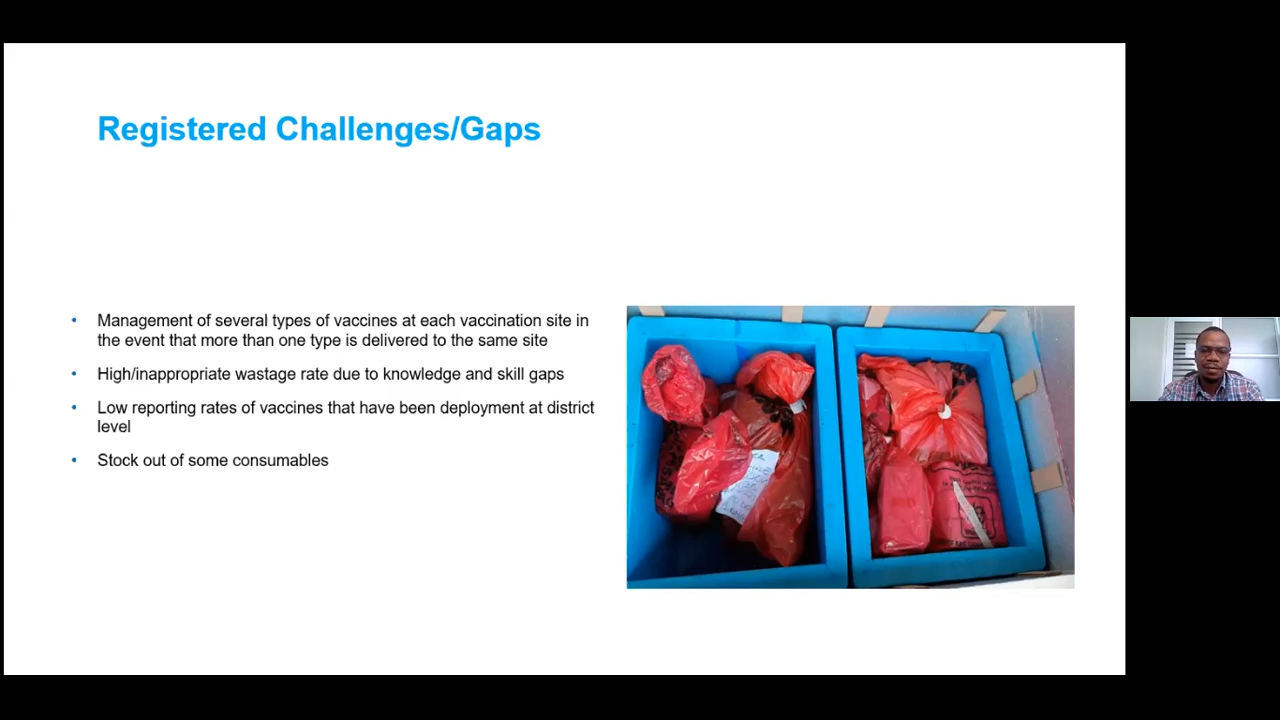 Registered Challenges/Gaps
• Management of several types of vaccines at each vaccination site in
the event that more than one type is delivered to the same site
• High/inappropriate wastage rate due to knowledge and skill gaps
• Low reporting rates of vaccines that have been deployment at district
level
• Stock out of some consumables